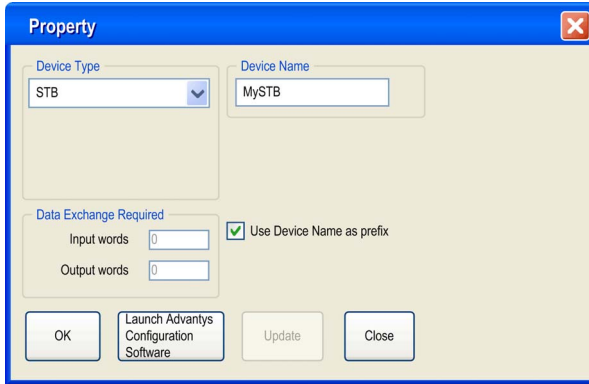 Property
Device Type
Device Name
STB
MySTB
Data Exchange Required
Input words 0
Use Device Name as prefix
Output words 0
OK
Launch Advantys
Configuration
Software
Update
Close